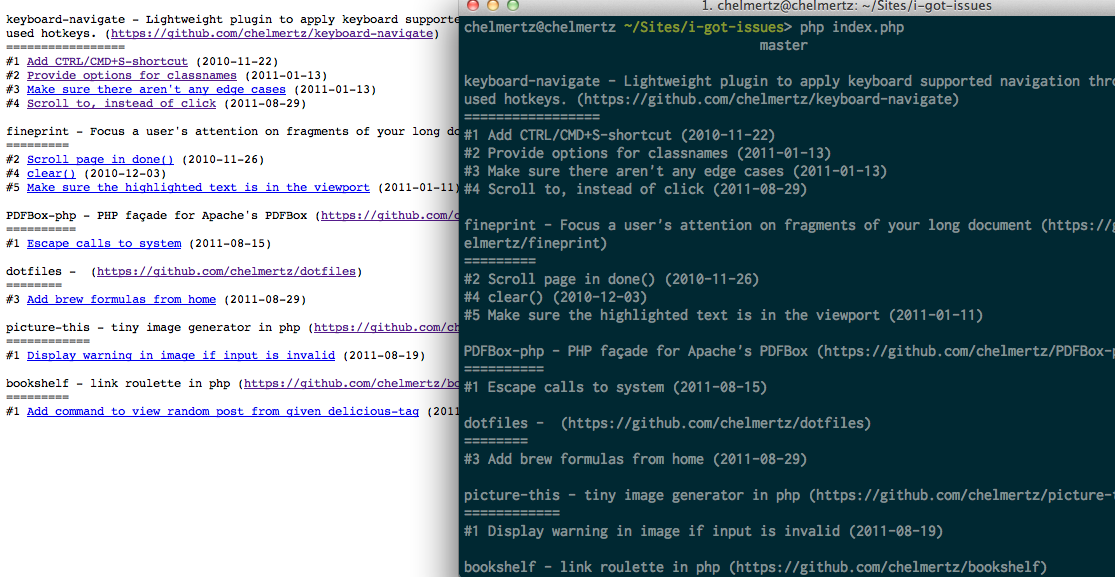 keyboard-navigate - Lightweight plugin to apply keyboard supporte
used hotkeys. (https://github.com/chelmertz/keyboard-navigate)
=================
#1 Add CTRL/CMD+S-shortcut (2010-11-22)
#2 Provide options for classnames (2011-01-13)
#3 Make sure there aren't any edge cases (2011-01-13)
#4 Scroll to, instead of click (2011-08-29)
fineprint - Focus a user's attention on fragments of your long do
=========
#2 Scroll page in done() (2010-11-26)
#4 clear() (2010-12-03)
#5 Make sure the highlighted text is in the viewport (2011-01-11)
PDFBox-php - PHP façade for Apache's PDFBox (https://github.com/c
==========
#1 Escape calls to system (2011-08-15)
dotfiles -  (https://github.com/chelmertz/dotfiles)
========
#3 Add brew formulas from home (2011-08-29)
picture-this - tiny image generator in php (https://github.com/ch
============
#1 Display warning in image if input is invalid (2011-08-19)
bookshelf - link roulette in php (https://github.com/chelmertz/bo
=========
#1 Add command to view random post from given delicious-tag (2011
1. chelmertz@chelmertz: ~/Sites/i-got-issues
chelmertz@chelmertz ~/Sites/i-got-issues> php index.php
master
keyboard-navigate - Lightweight plugin to apply keyboard supported navigation thro
used hotkeys. (https://github.com/chelmertz/keyboard-navigate)
=================
#1 Add CTRL/CMD+S-shortcut (2010-11-22)
#2 Provide options for classnames (2011-01-13)
#3 Make sure there aren't any edge cases (2011-01-13)
#4 Scroll to, instead of click (2011-08-29)
fineprint - Focus a user's attention on fragments of your long document (https://g
elmertz/fineprint)
=========
#2 Scroll page in done() (2010-11-26)
#4 clear() (2010-12-03)
#5 Make sure the highlighted text is in the viewport (2011-01-11)
PDFBox-php - PHP façade for Apache's PDFBox (https://github.com/chelmertz/PDFBox-p
==========
#1 Escape calls to system (2011-08-15)
dotfiles -  (https://github.com/chelmertz/dotfiles)
========
#3 Add brew formulas from home (2011-08-29)
picture-this - tiny image generator in php (https://github.com/chelmertz/picture-t
============
#1 Display warning in image if input is invalid (2011-08-19)
bookshelf - link roulette in php (https://github.com/chelmertz/bookshelf)